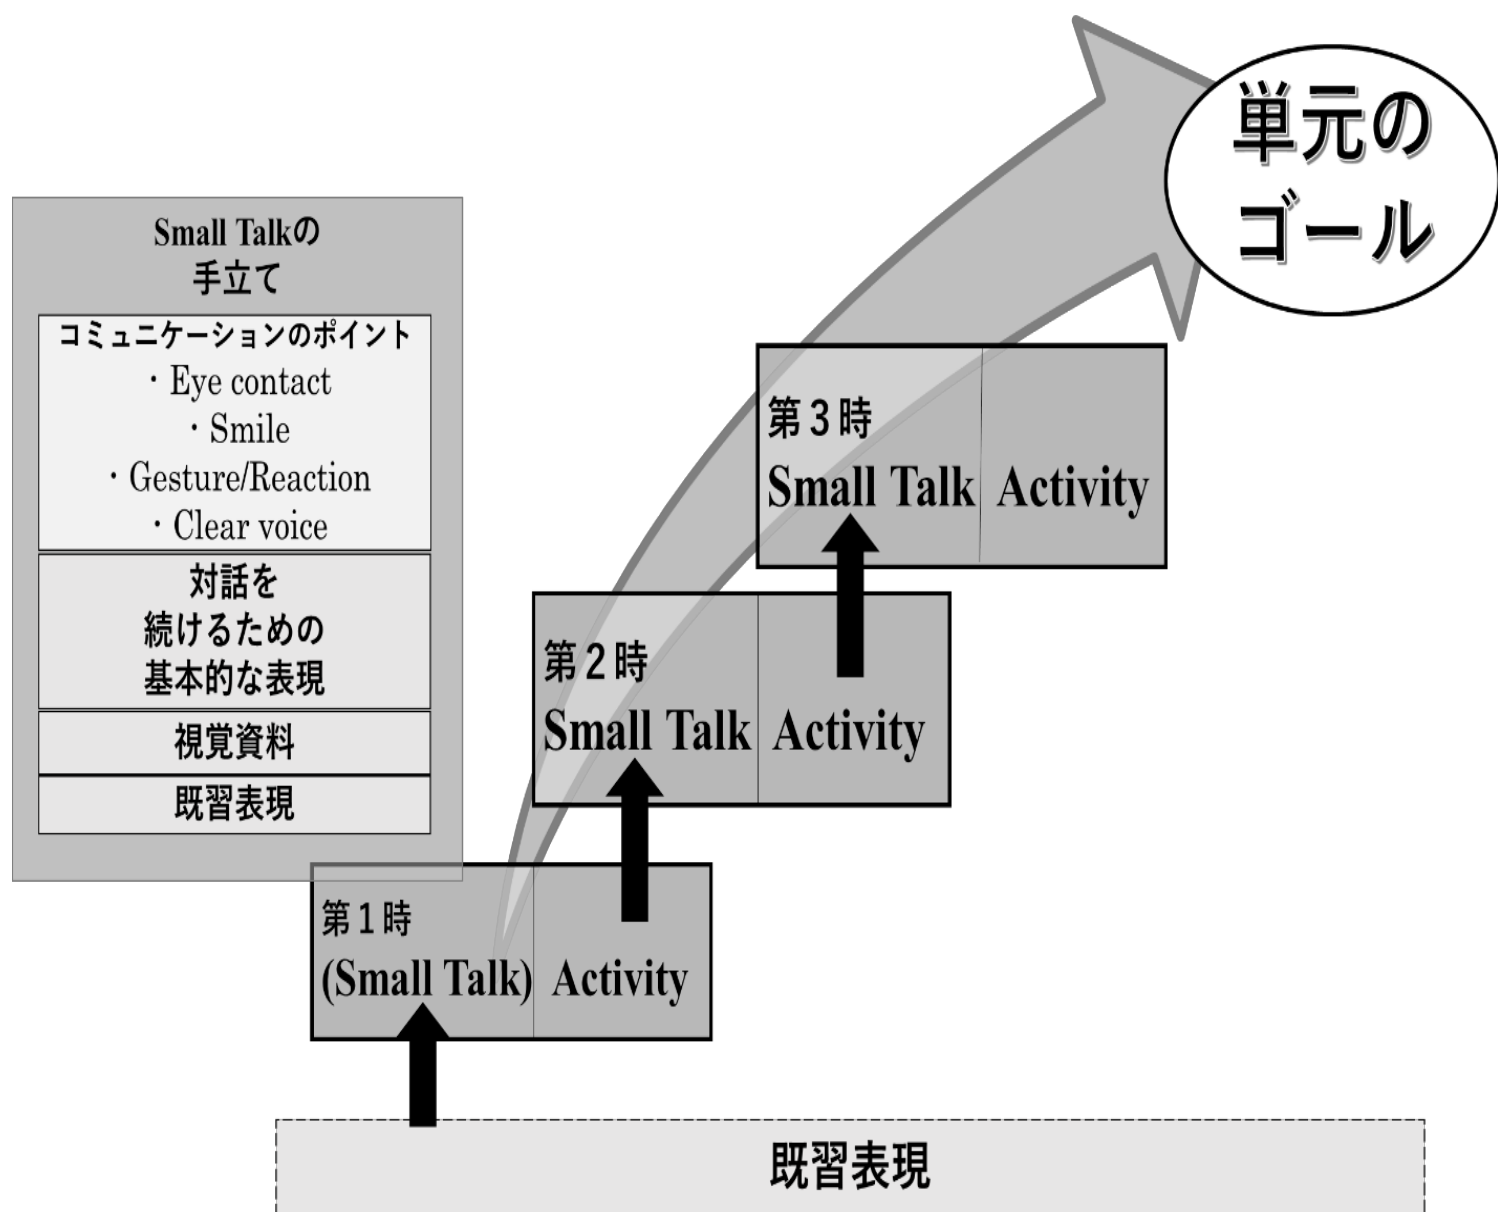 単元の
ゴール
Small Talkの
手立て
コミュニケーションのポイント
・Eye contact
・Smile
・Gesture/Reaction
・Clear voice
対話を
続けるための
基本的な表現
視覚資料
既習表現
第3時
Small Talk Activity
第2時
Small Talk Activity
第1時
(Small Talk) Activity
既習表現